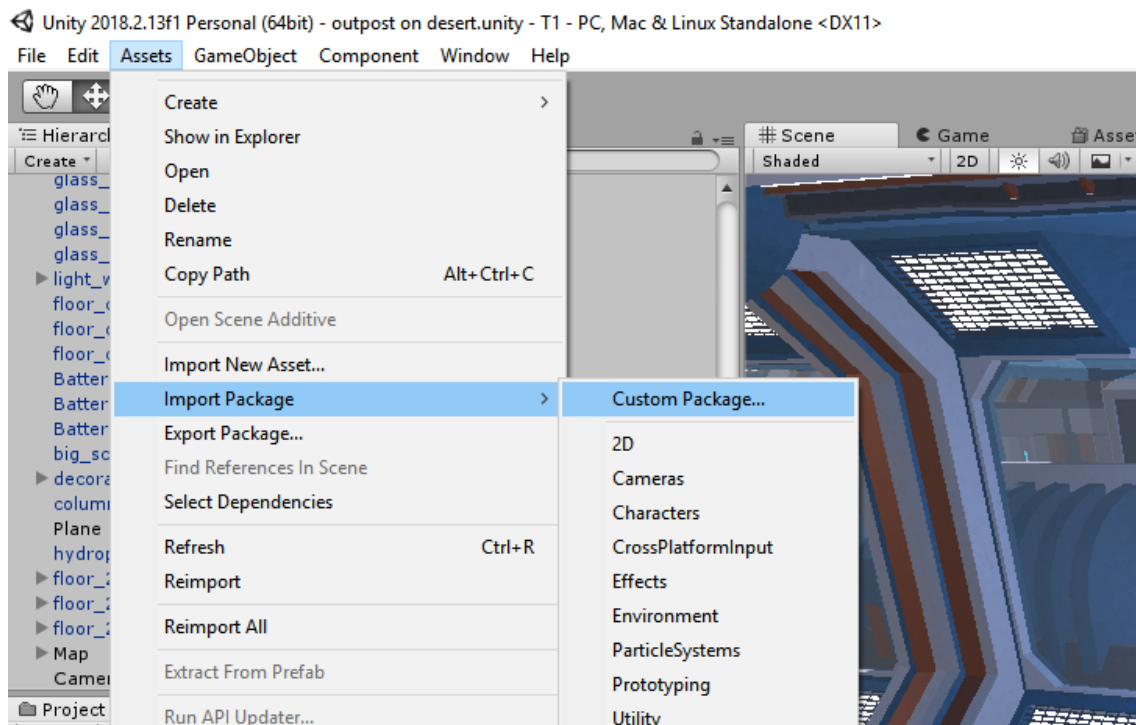 Unity 2018.2.13f1 Personal (64bit) - outpost on desert.unity - T1 - PC, Mac & Linux Standalone <DX11>
File Edit Assets GameObject Component Window Help
Hierarcl
Create
glass_
glass_
glass_
glass_
light_w
floor_
floor_
floor_
Batter
Batter
Batter
big_sc
decora
colum
Plane
hydrop
floor_2
floor_2
floor_2
Map
Camer
Project
Create
Show in Explorer
Open
Delete
Rename
Copy Path Alt+Ctrl+C
Open Scene Additive
Import New Asset...
Import Package
Export Package...
Find References In Scene
Select Dependencies
Refresh Ctrl+R
Reimport
Reimport All
Extract From Prefab
Run API Updater...
Custom Package...
2D
Cameras
Characters
CrossPlatformInput
Effects
Environment
ParticleSystems
Prototyping
Utility
Scene Game Asse
Shaded 2D